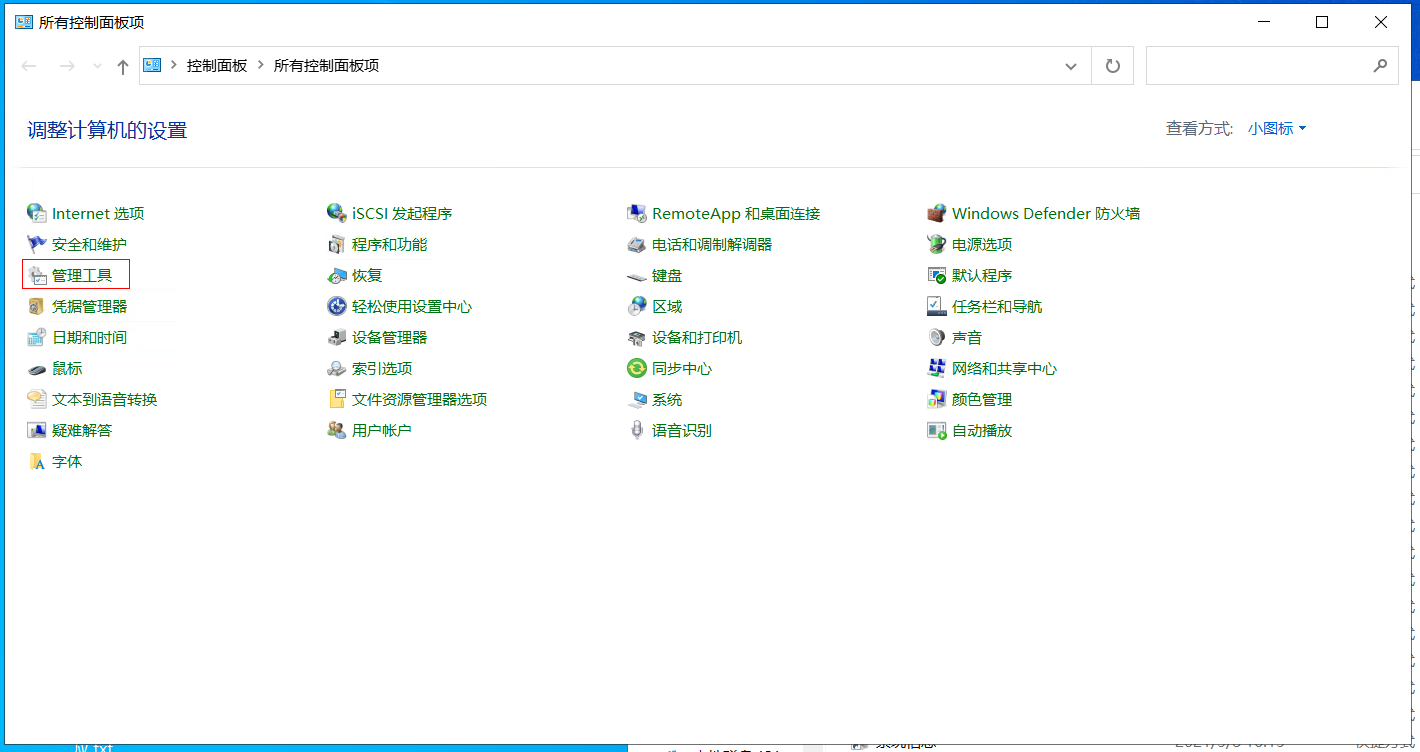 所有控制面板项
控制面板 > 所有控制面板项
调整计算机的设置
查看方式: 小图标
Internet 选项
iSCSI 发起程序
RemoteApp 和桌面连接
Windows Defender 防火墙
安全和维护
程序和功能
电话和调制解调器
电源选项
管理工具
恢复
键盘
默认程序
凭据管理器
轻松使用设置中心
区域
任务栏和导航
日期和时间
设备管理器
设备和打印机
声音
鼠标
索引选项
同步中心
网络和共享中心
文本到语音转换
文件资源管理器选项
系统
颜色管理
疑难解答
用户帐户
语音识别
自动播放
字体